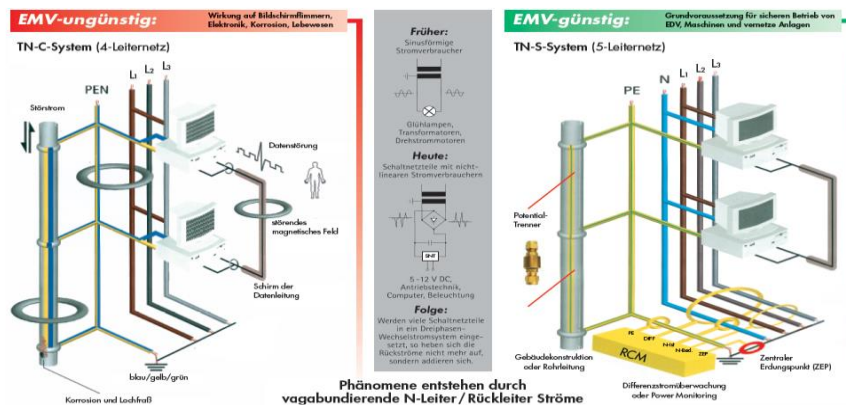 EMV-ungünstig:
Wirkung auf Bildschirmflimmern,
Elektronik, Korrosion, Lebewesen
TN-C-System (4-Leiternetz)
L1
L2
L3
PEN
Störstrom
Datenstörung
störendes
magnetisches Feld
Schirm der
Datenleitung
blau/gelb/grün
Korrosion und Lochfraß
Früher:
Sinusförmige
Stromverbraucher
Glühlampen,
Transformatoren,
Drehstrommotoren
Heute:
Schaltnetzteile mit nicht-
linearen Stromverbrauchern
SNT
5–12 V DC,
Antriebstechnik,
Computer, Beleuchtung
Folge:
Werden viele Schaltnetzteile
in ein Dreiphasen-
Wechselstromsystem einge-
setzt, so heben sich die
Rückströme nicht mehr auf,
sondern addieren sich.
EMV-günstig:
Grundvoraussetzung für sicheren Betrieb von
EDV, Maschinen und vernetze Anlagen
TN-S-System (5-Leiternetz)
PE
N
L1
L2
L3
Potential-
Trenner
PE
DIFF
ZEP
RCM
Gebäudekonstruktion
oder Rohrleitung
Zentraler
Erdungspunkt (ZEP)
Differenzstromüberwachung
oder Power Monitoring
Phänomene entstehen durch
vagabundierende N-Leiter/Rückleiter Ströme